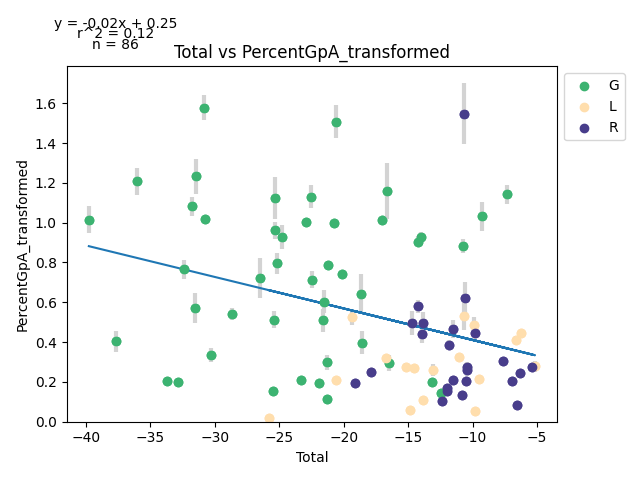 y = -0.02x + 0.25
r^2 = 0.12
n = 86
Total vs PercentGpA_transformed
G
L
R
PercentGpA_transformed
1.6
1.4
1.2
1.0
0.8
0.6
0.4
0.2
0.0
−40 −35 −30 −25 −20 −15 −10 −5
Total